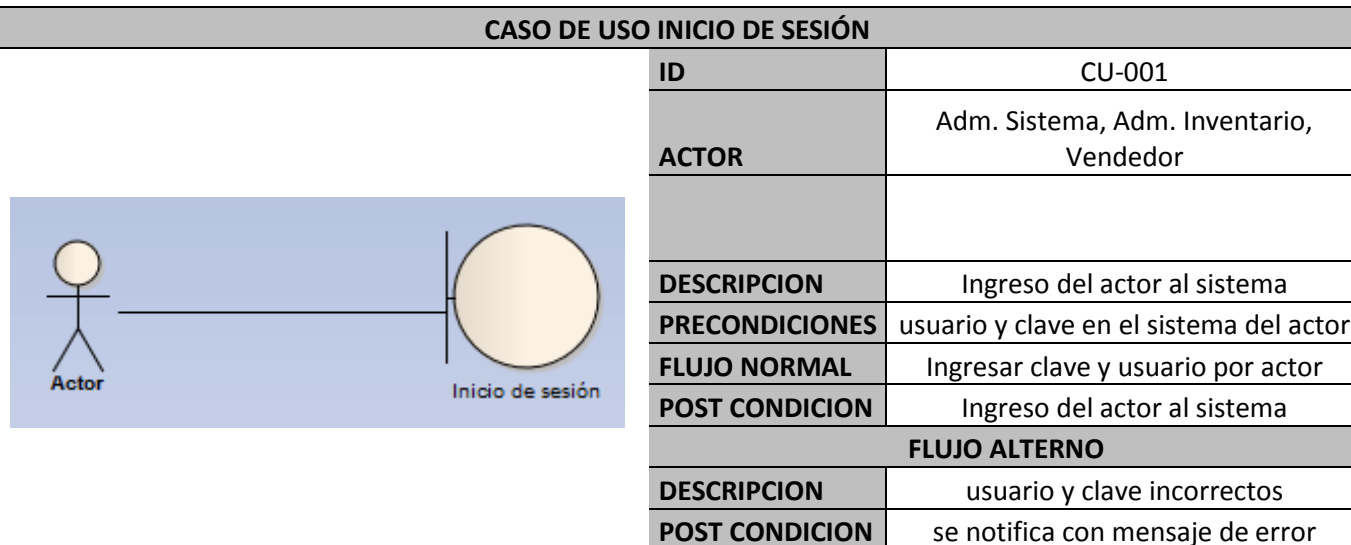 CASO DE USO INICIO DE SESIÓN
ID CU-001
ACTOR Adm. Sistema, Adm. Inventario,
Vendedor
DESCRIPCION Ingreso del actor al sistema
PRECONDICIONES usuario y clave en el sistema del actor
FLUJO NORMAL Ingresar clave y usuario por actor
POST CONDICION Ingreso del actor al sistema
FLUJO ALTERNO
DESCRIPCION usuario y clave incorrectos
POST CONDICION se notifica con mensaje de error
Actor
Inicio de sesión